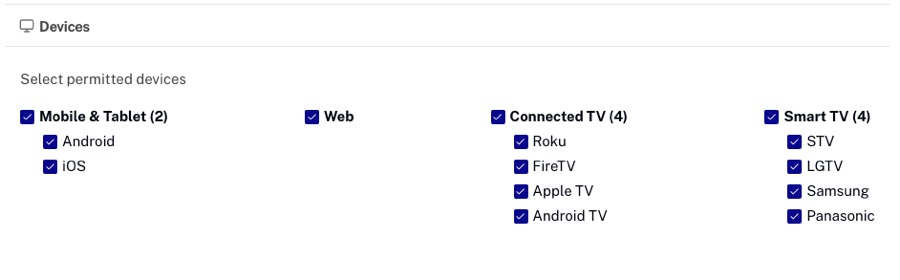 Devices
Select permitted devices
Mobile & Tablet (2)
Android
iOS
Web
Connected TV (4)
Roku
FireTV
Apple TV
Android TV
Smart TV (4)
STV
LGTV
Samsung
Panasonic